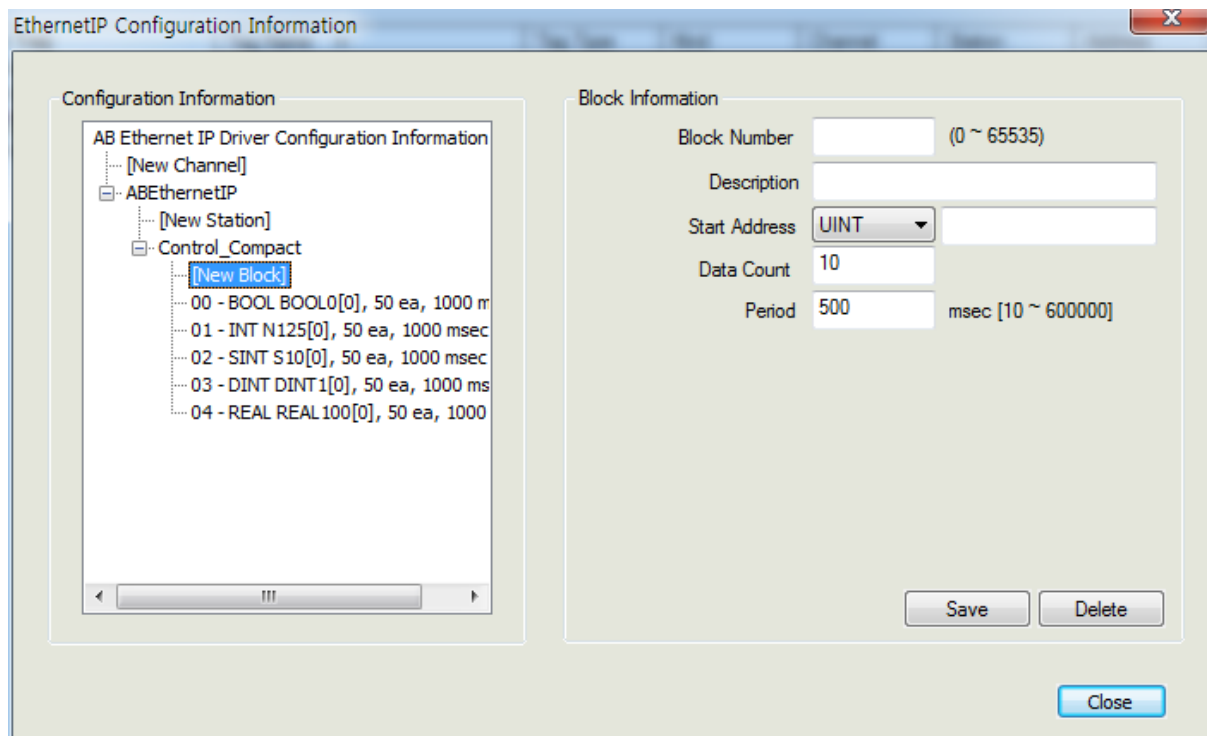 EthernetIP Configuration Information
Configuration Information
AB Ethernet IP Driver Configuration Information
[New Channel]
ABEthernetIP
[New Station]
Control_Compact
[New Block]
00 - BOOL BOOL0[0], 50 ea, 1000 m
01 - INT N125[0], 50 ea, 1000 msec
02 - SINT S10[0], 50 ea, 1000 msec
03 - DINT DINT1[0], 50 ea, 1000 ms
04 - REAL REAL100[0], 50 ea, 1000
Block Information
Block Number (0 ~ 65535)
Description
Start Address UINT
Data Count 10
Period 500 msec [10 ~ 600000]
Save Delete
Close